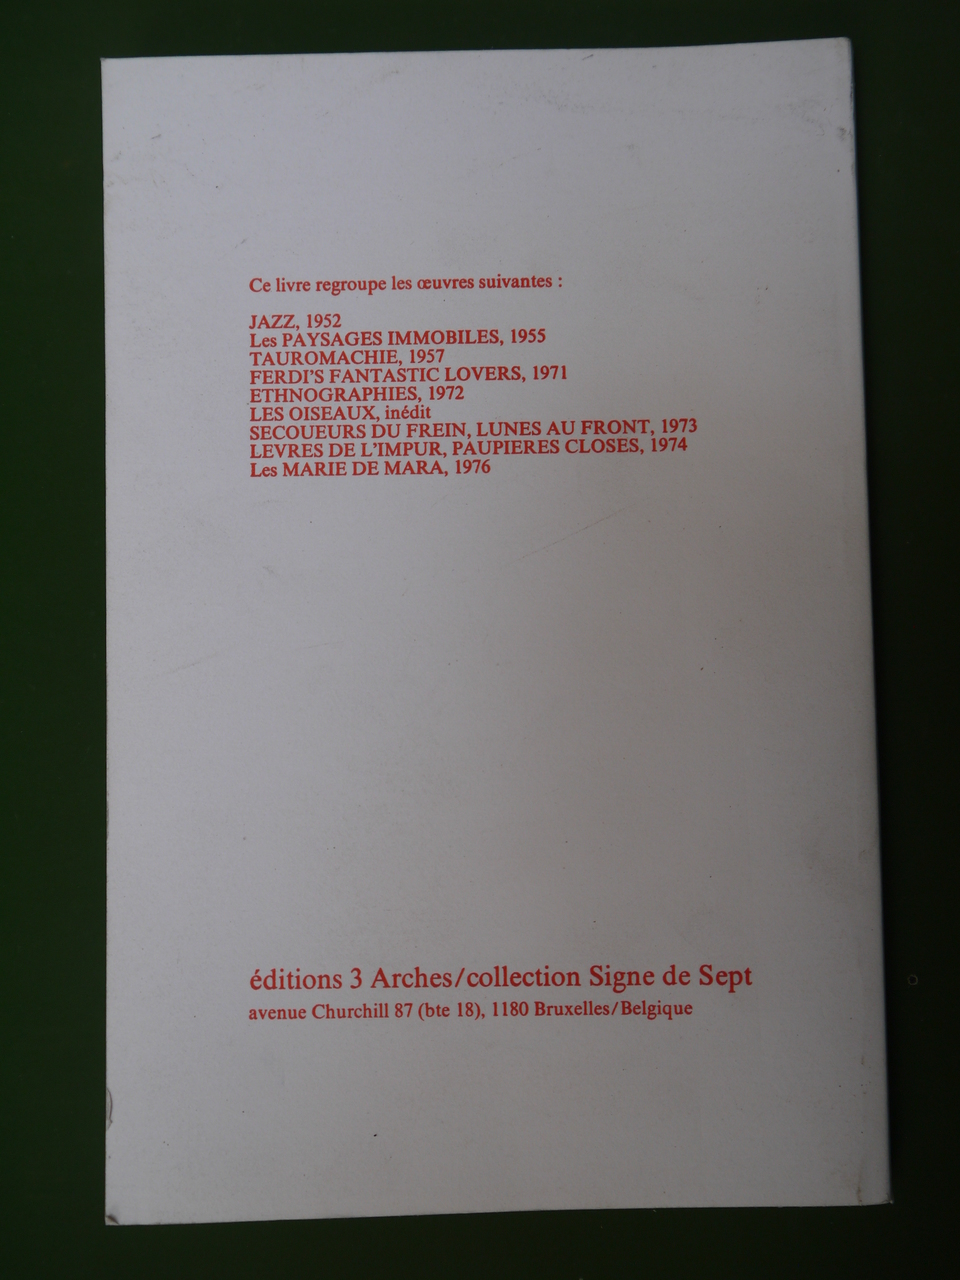 Ce livre regroupe les œuvres suivantes :
JAZZ, 1952
Les PAYSAGES IMMOBILES, 1955
TAUROMACHIE, 1957
FERDI'S FANTASTIC LOVERS, 1971
ETHNOGRAPHIES, 1972
LES OISEAUX, inédit
SECOUEURS DU FREIN, LUNES AU FRONT, 1973
LEVRES DE L'IMPUR, PAUPIERES CLOSES, 1974
Les MARIE DE MARA, 1976
éditions 3 Arches/collection Signe de Sept
avenue Churchill 87 (bte 18), 1180 Bruxelles/Belgique